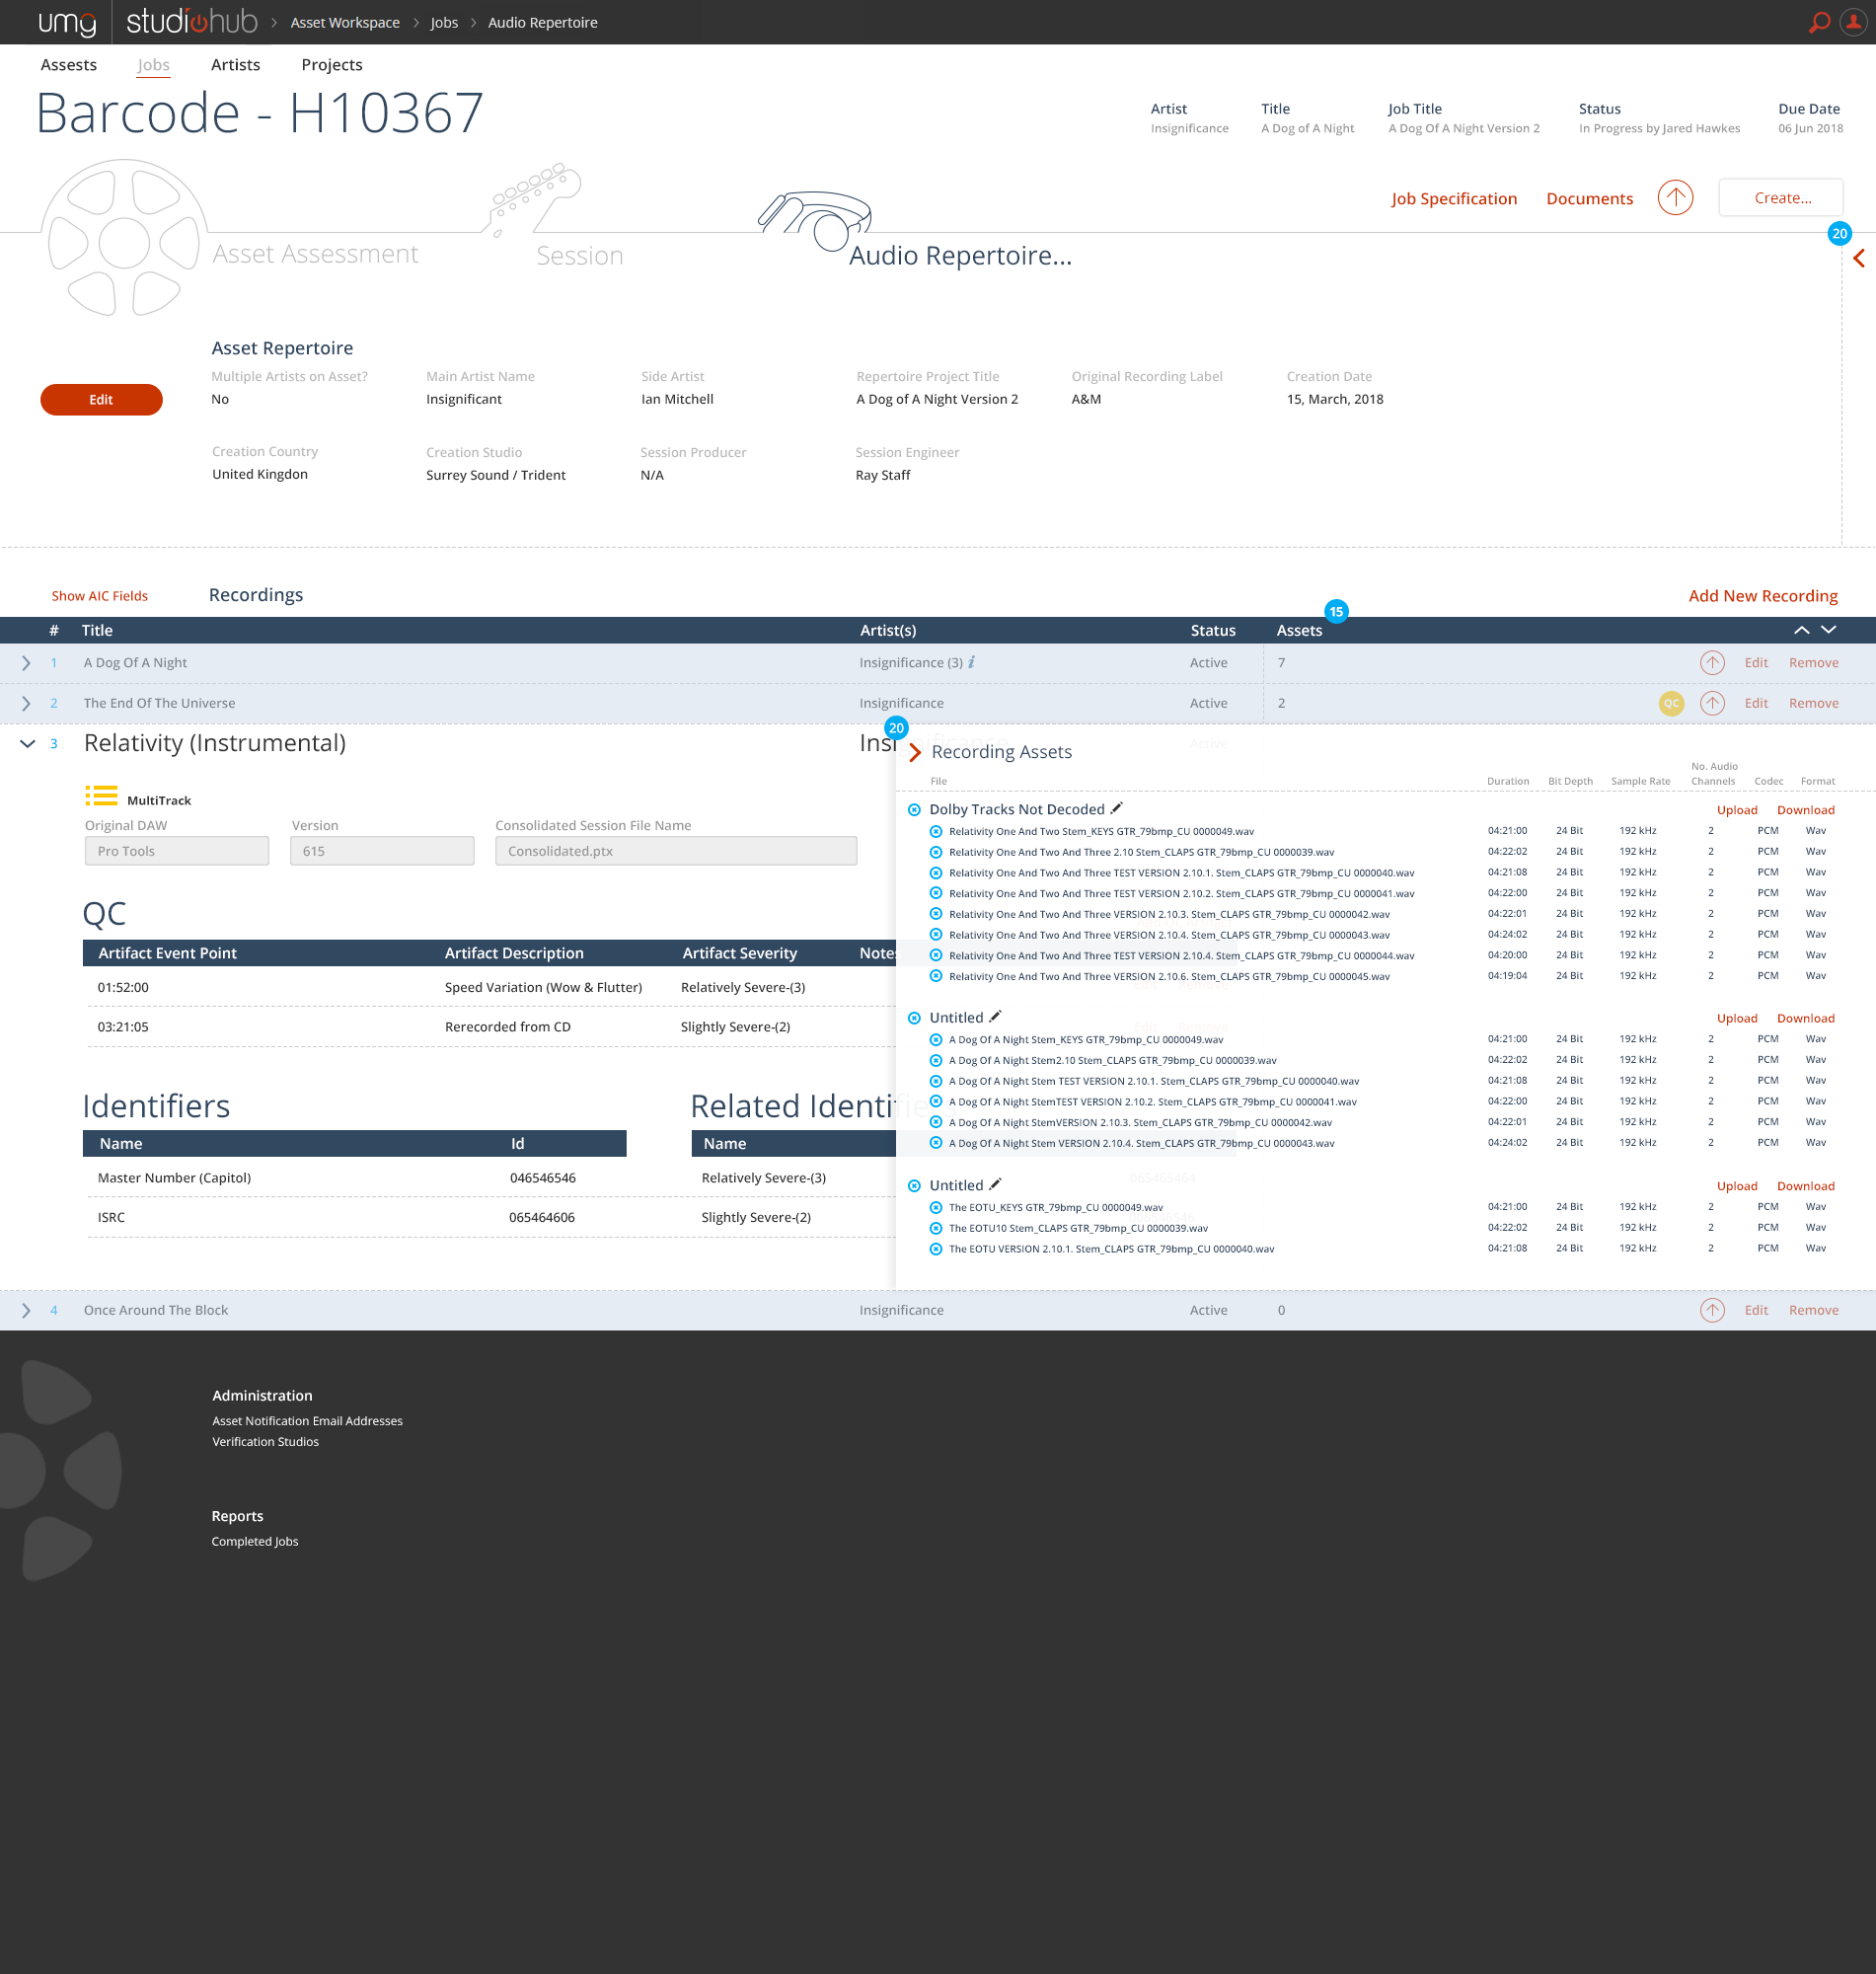 umg studiohub > Asset Workspace > Jobs > Audio Repertoire
Assests Jobs Artists Projects
Barcode - H10367
Artist Title Job Title Status Due Date
Insignificance A Dog of A Night A Dog Of A Night Version 2 In Progress by Jared Hawkes 06 Jun 2018
Job Specification Documents Create...
Asset Assessment Session Audio Repertoire...
20
Asset Repertoire
Multiple Artists on Asset? Main Artist Name Side Artist Repertoire Project Title Original Recording Label Creation Date
Edit No Insignificant Ian Mitchell A Dog of A Night Version 2 A&M 15, March, 2018
Creation Country Creation Studio Session Producer Session Engineer
United Kingdon Surrey Sound / Trident N/A Ray Staff
Show AIC Fields Recordings Add New Recording
15
# Title Artist(s) Status Assets
1 A Dog Of A Night Insignificance (3) i Active 7 Edit Remove
2 The End Of The Universe Insignificance Active 2 QC Edit Remove
20
3 Relativity (Instrumental) Insignificance Active
Recording Assets
File Duration Bit Depth Sample Rate No. Audio Channels Codec Format
MultiTrack
Original DAW Version Consolidated Session File Name
Pro Tools 615 Consolidated.ptx
QC
Artifact Event Point Artifact Description Artifact Severity Notes
01:52:00 Speed Variation (Wow & Flutter) Relatively Severe-(3)
03:21:05 Rerecorded from CD Slightly Severe-(2)
Identifiers
Name Id
Master Number (Capitol) 046546546
ISRC 065464606
Related Identifiers
Name
Relatively Severe-(3) 065465464
Slightly Severe-(2)
Dolby Tracks Not Decoded Upload Download
Relativity One And Two Stem_KEYS GTR_79bmp_CU 0000049.wav 04:21:00 24 Bit 192 kHz 2 PCM Wav
Relativity One And Two And Three 2.10 Stem_CLAPS GTR_79bmp_CU 0000039.wav 04:22:02 24 Bit 192 kHz 2 PCM Wav
Relativity One And Two And Three TEST VERSION 2.10.1. Stem_CLAPS GTR_79bmp_CU 0000040.wav 04:21:08 24 Bit 192 kHz 2 PCM Wav
Relativity One And Two And Three TEST VERSION 2.10.2. Stem_CLAPS GTR_79bmp_CU 0000041.wav 04:22:00 24 Bit 192 kHz 2 PCM Wav
Relativity One And Two And Three VERSION 2.10.3. Stem_CLAPS GTR_79bmp_CU 0000042.wav 04:22:01 24 Bit 192 kHz 2 PCM Wav
Relativity One And Two And Three VERSION 2.10.4. Stem_CLAPS GTR_79bmp_CU 0000043.wav 04:24:02 24 Bit 192 kHz 2 PCM Wav
Relativity One And Two And Three TEST VERSION 2.10.4. Stem_CLAPS GTR_79bmp_CU 0000044.wav 04:20:00 24 Bit 192 kHz 2 PCM Wav
Relativity One And Two And Three VERSION 2.10.6. Stem_CLAPS GTR_79bmp_CU 0000045.wav 04:19:04 24 Bit 192 kHz 2 PCM Wav
Untitled Upload Download
A Dog Of A Night Stem_KEYS GTR_79bmp_CU 0000049.wav 04:21:00 24 Bit 192 kHz 2 PCM Wav
A Dog Of A Night Stem2.10 Stem_CLAPS GTR_79bmp_CU 0000039.wav 04:22:02 24 Bit 192 kHz 2 PCM Wav
A Dog Of A Night Stem TEST VERSION 2.10.1. Stem_CLAPS GTR_79bmp_CU 0000040.wav 04:21:08 24 Bit 192 kHz 2 PCM Wav
A Dog Of A Night StemTEST VERSION 2.10.2. Stem_CLAPS GTR_79bmp_CU 0000041.wav 04:22:00 24 Bit 192 kHz 2 PCM Wav
A Dog Of A Night StemVERSION 2.10.3. Stem_CLAPS GTR_79bmp_CU 0000042.wav 04:22:01 24 Bit 192 kHz 2 PCM Wav
A Dog Of A Night Stem VERSION 2.10.4. Stem_CLAPS GTR_79bmp_CU 0000043.wav 04:24:02 24 Bit 192 kHz 2 PCM Wav
Untitled Upload Download
The EOTU_KEYS GTR_79bmp_CU 0000049.wav 04:21:00 24 Bit 192 kHz 2 PCM Wav
The EOTU10 Stem_CLAPS GTR_79bmp_CU 0000039.wav 04:22:02 24 Bit 192 kHz 2 PCM Wav
The EOTU VERSION 2.10.1. Stem_CLAPS GTR_79bmp_CU 0000040.wav 04:21:08 24 Bit 192 kHz 2 PCM Wav
4 Once Around The Block Insignificance Active 0 Edit Remove
Administration
Asset Notification Email Addresses
Verification Studios
Reports
Completed Jobs